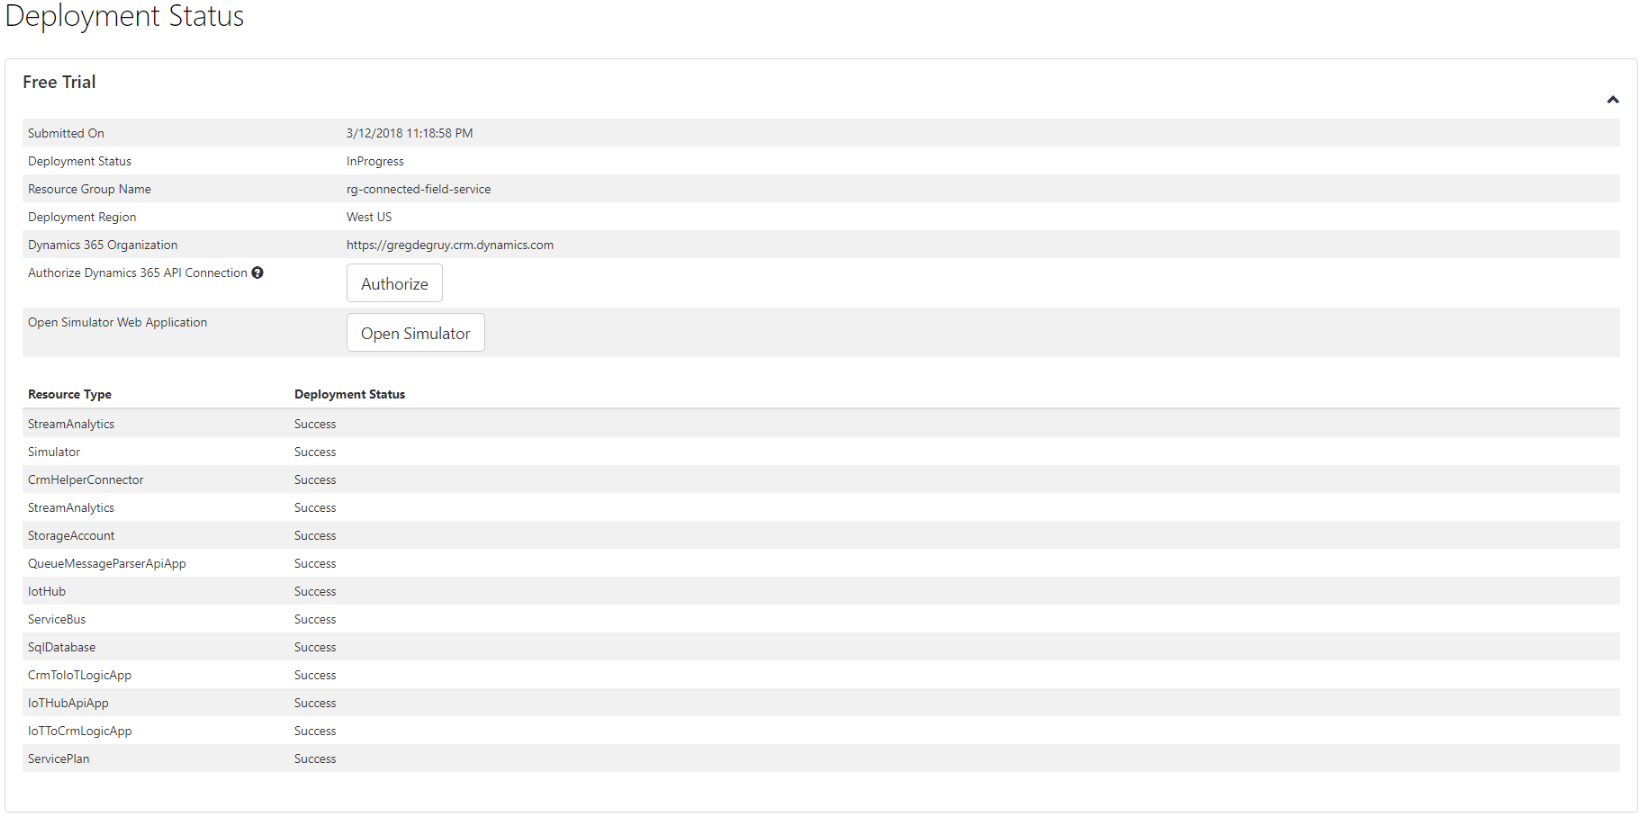 Deployment Status
Free Trial
Submitted On 3/12/2018 11:18:58 PM
Deployment Status InProgress
Resource Group Name rg-connected-field-service
Deployment Region West US
Dynamics 365 Organization https://gregdegruy.crm.dynamics.com
Authorize Dynamics 365 API Connection ? Authorize
Open Simulator Web Application Open Simulator
Resource Type Deployment Status
StreamAnalytics Success
Simulator Success
CrmHelperConnector Success
StreamAnalytics Success
StorageAccount Success
QueueMessageParserApiApp Success
IotHub Success
ServiceBus Success
SqlDatabase Success
CrmToIoTLogicApp Success
IoTHubApiApp Success
IoTToCrmLogicApp Success
ServicePlan Success